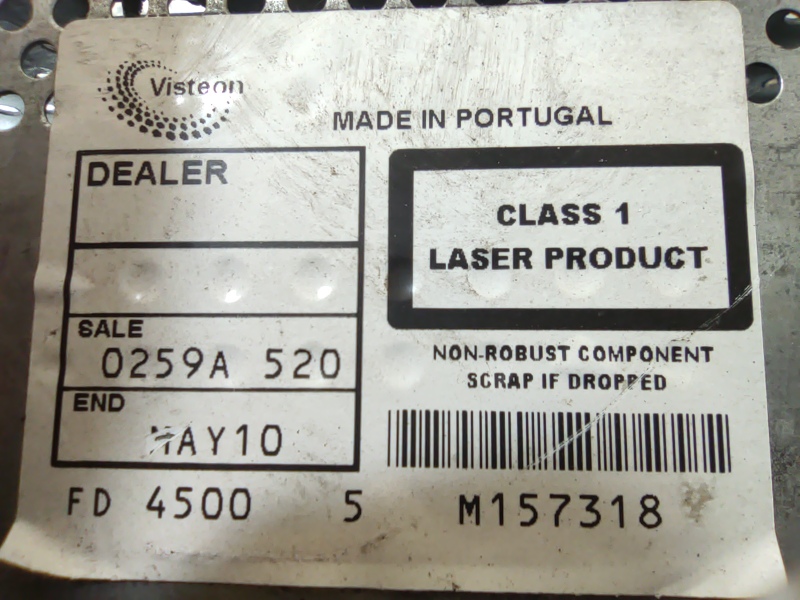 Visteon
MADE IN PORTUGAL
DEALER
CLASS 1
LASER PRODUCT
SALE
0259A 520
NON-ROBUST COMPONENT
SCRAP IF DROPPED
END
MAY10
FD 4500 5 M157318